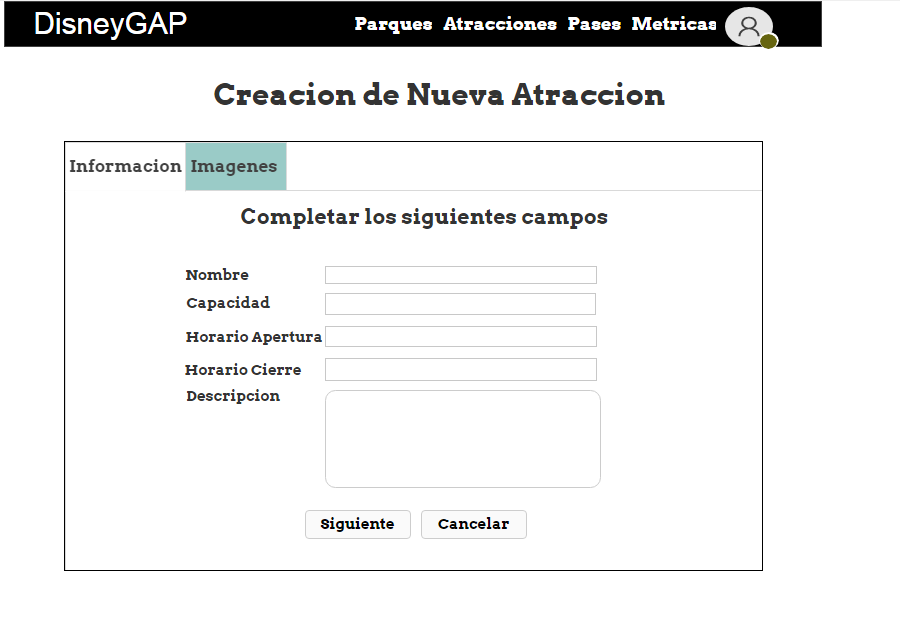 DisneyGAP Parques Atracciones Pases Metricas
Creacion de Nueva Atraccion
Informacion Imagenes
Completar los siguientes campos
Nombre
Capacidad
Horario Apertura
Horario Cierre
Descripcion
Siguiente Cancelar